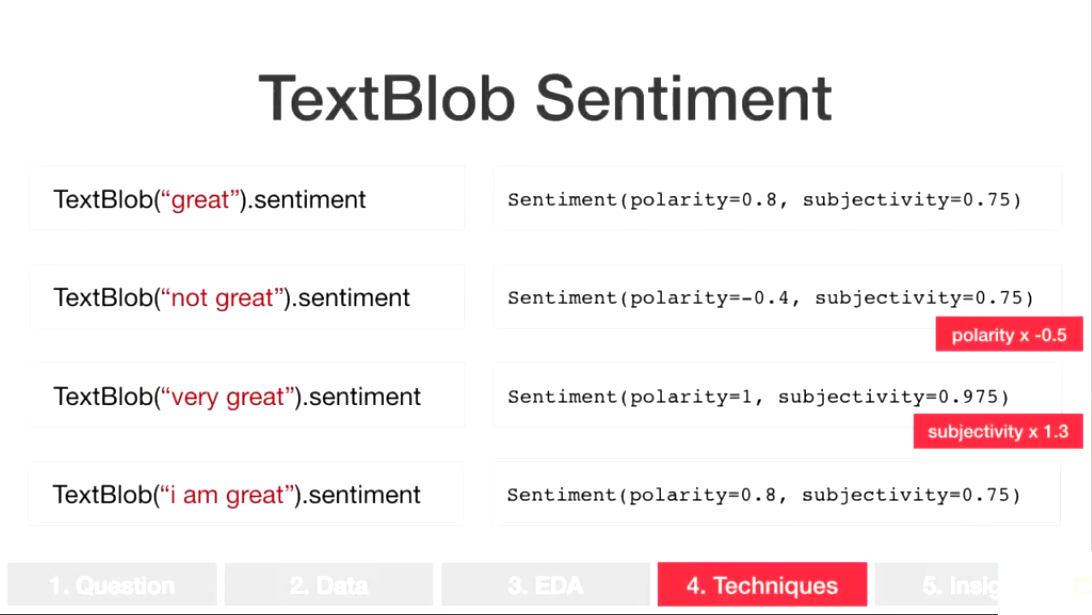 TextBlob Sentiment
TextBlob(“great”).sentiment
Sentiment(polarity=0.8, subjectivity=0.75)
TextBlob(“not great”).sentiment
Sentiment(polarity=-0.4, subjectivity=0.75)
polarity x -0.5
TextBlob(“very great”).sentiment
Sentiment(polarity=1, subjectivity=0.975)
subjectivity x 1.3
TextBlob(“i am great”).sentiment
Sentiment(polarity=0.8, subjectivity=0.75)
1. Question
2. Data
3. EDA
4. Techniques
5.